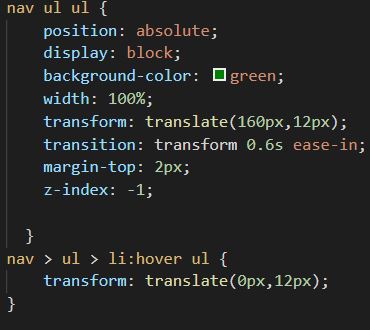 nav ul ul {
position: absolute;
display: block;
background-color: green;
width: 100%;
transform: translate(160px,12px);
transition: transform 0.6s ease-in;
margin-top: 2px;
z-index: -1;
}
nav > ul > li:hover ul {
transform: translate(0px,12px);
}